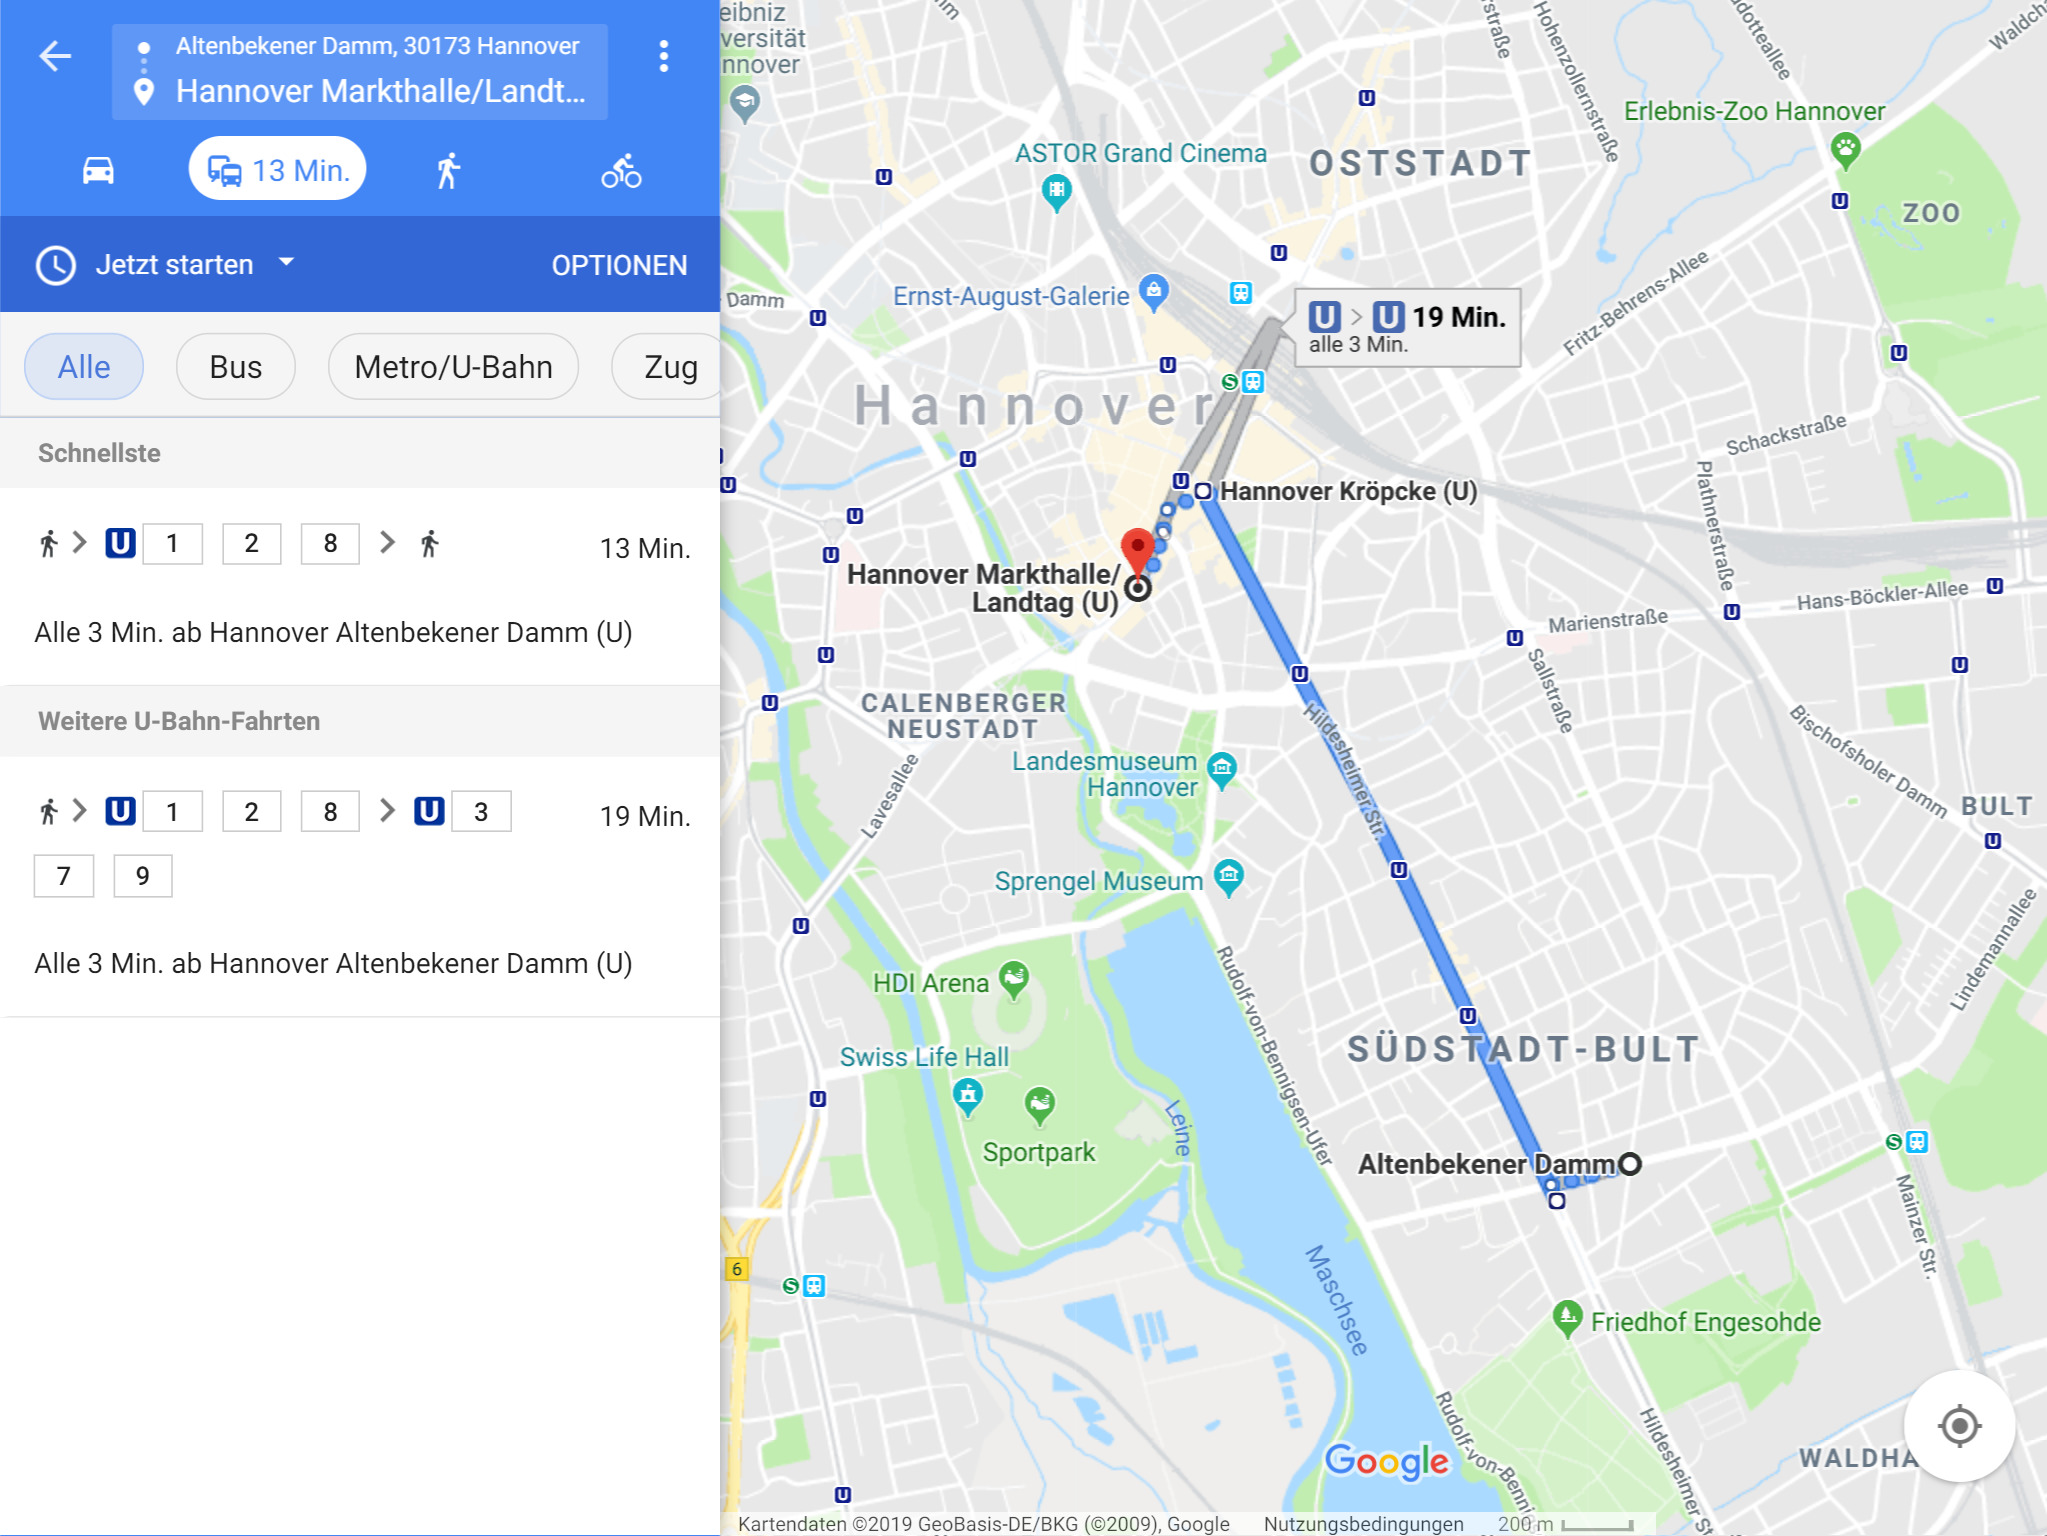 Altenbekener Damm, 30173 Hannover
Hannover Markthalle/Landt...
13 Min.
Jetzt starten
OPTIONEN
Alle
Bus
Metro/U-Bahn
Zug
Schnellste
U 1 2 8
13 Min.
Alle 3 Min. ab Hannover Altenbekener Damm (U)
Weitere U-Bahn-Fahrten
U 1 2 8 U 3
19 Min.
7 9
Alle 3 Min. ab Hannover Altenbekener Damm (U)
eibniz
versität
nnover
ASTOR Grand Cinema
OSTSTADT
Hohenzollernstraße
Erlebnis-Zoo Hannover
ZOO
Damm
Ernst-August-Galerie
U > U 19 Min.
alle 3 Min.
Fritz-Behrens-Allee
Hannover
Schackstraße
Plathnerstraße
Hannover Kröpcke (U)
Hannover Markthalle/
Landtag (U)
Hans-Böckler-Allee
Marienstraße
Sallstraße
CALENBERGER
NEUSTADT
Hildesheimer Str.
Bischofsholer Damm
BULT
Landesmuseum
Hannover
Lavesallee
Sprengel Museum
Lindemannallee
HDI Arena
Rudolf-von-Bennigsen-Ufer
SÜDSTADT-BULT
Swiss Life Hall
Leine
Sportpark
Altenbekener Damm
Mainzer Str.
6
Maschsee
Friedhof Engesohde
Rudolf-von-Benni
Hildesheimer S
WALDHA
Google
Kartendaten ©2019 GeoBasis-DE/BKG (©2009), Google
Nutzungsbedingungen
200 m